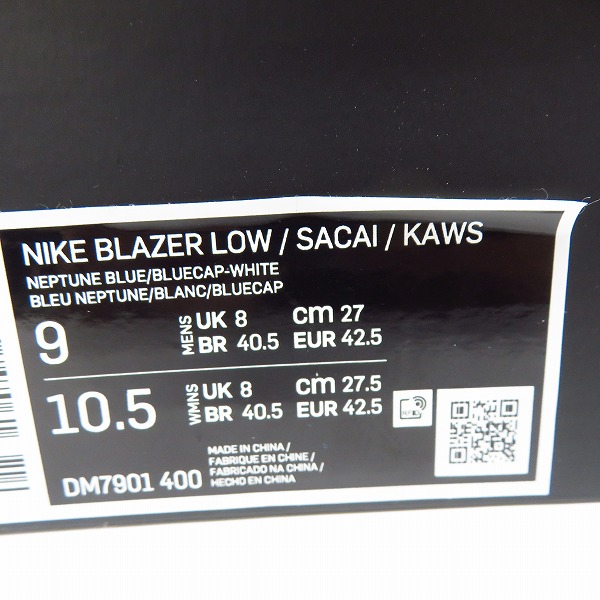 NIKE BLAZER LOW / SACAI / KAWS
NEPTUNE BLUE/BLUECAP-WHITE
BLEU NEPTUNE/BLANC/BLUECAP
9 MENS UK 8 cm 27
BR 40.5 EUR 42.5
10.5 WMNS UK 8 cm 27.5
BR 40.5 EUR 42.5
DM7901 400
MADE IN CHINA /
FABRIQUE EN CHINE /
FABRICADO NA CHINA /
HECHO EN CHINA